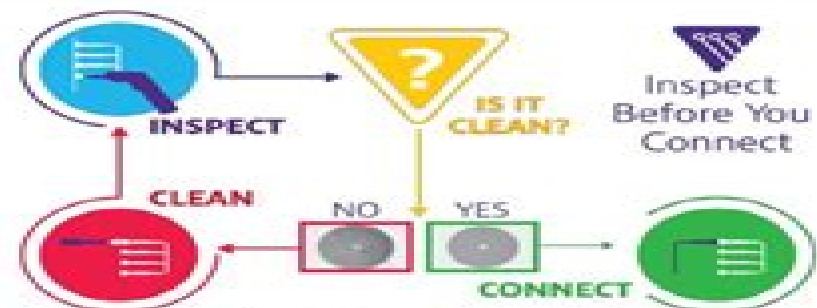 ?
INSPECT
IS IT
CLEAN?
Inspect
Before You
Connect
CLEAN
NO
YES
CONNECT